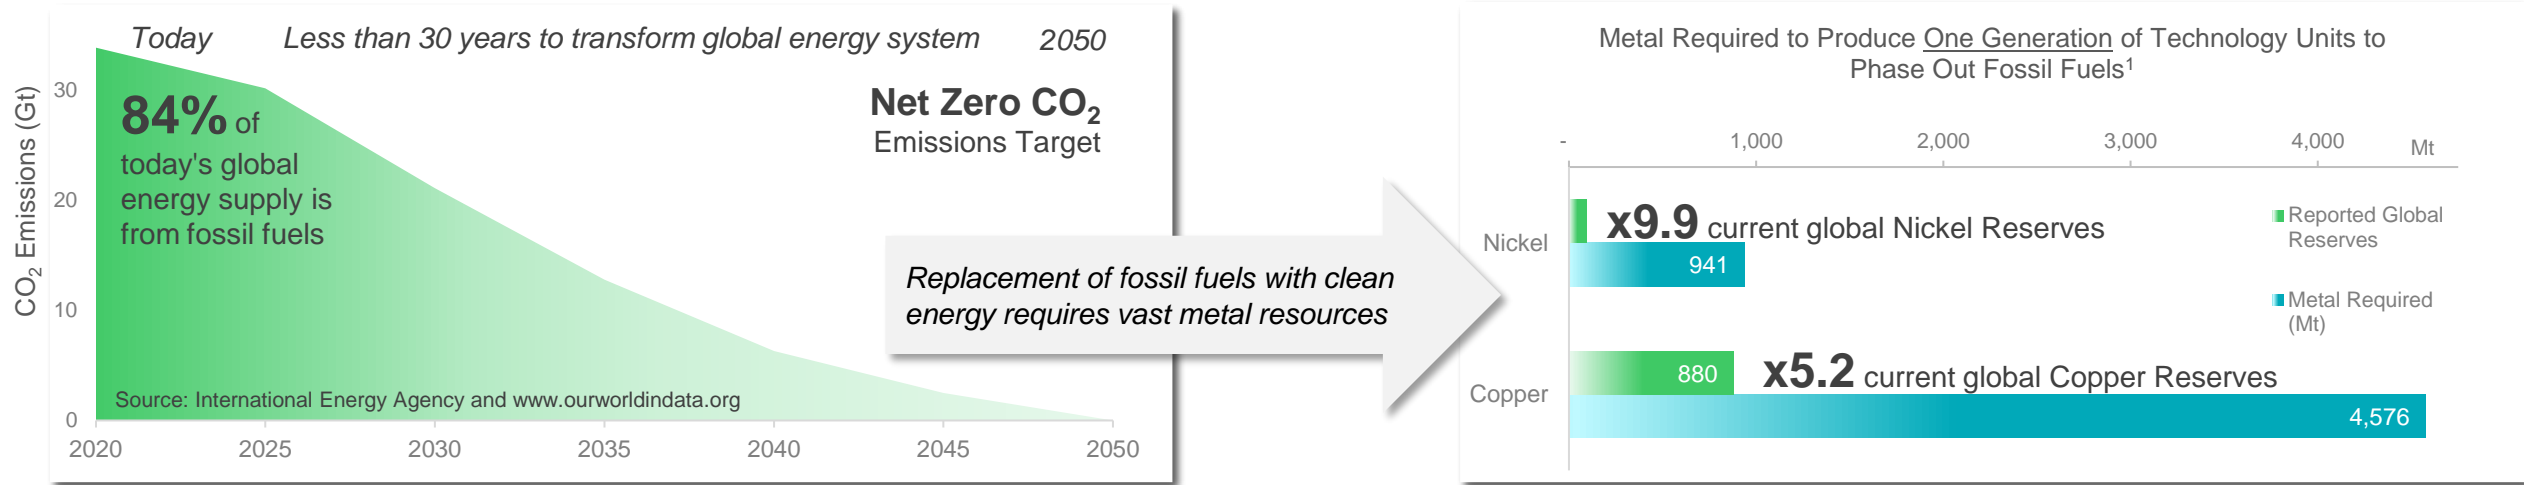 Today Less than 30 years to transform global energy system 2050
CO2 Emissions (Gt)
30
20
10
0
84% of
today's global
energy supply is
from fossil fuels
Net Zero CO2
Emissions Target
Source: International Energy Agency and www.ourworldindata.org
2020 2025 2030 2035 2040 2045 2050
Replacement of fossil fuels with clean
energy requires vast metal resources
Metal Required to Produce One Generation of Technology Units to
Phase Out Fossil Fuels1
- 1,000 2,000 3,000 4,000 Mt
Nickel
x9.9 current global Nickel Reserves
941
Reported Global
Reserves
Metal Required
(Mt)
Copper
880
x5.2 current global Copper Reserves
4,576